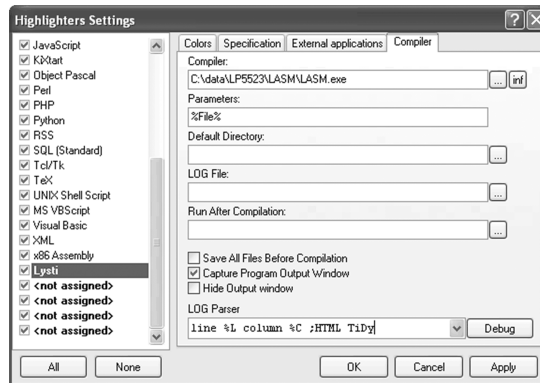 Highlighters Settings
JavaScript
KiXtart
Object Pascal
Perl
PHP
Python
RSS
SQL (Standard)
Tcl/Tk
TeX
UNIX Shell Script
MS VBScript
Visual Basic
XML
x86 Assembly
Lysti
<not assigned>
<not assigned>
<not assigned>
<not assigned>
All
None
Colors
Specification
External applications
Compiler
Compiler:
C:\data\LP5523\LASM\LASM.exe
...
inf
Parameters:
%File%
Default Directory:
...
LOG File:
...
Run After Compilation:
...
Save All Files Before Compilation
Capture Program Output Window
Hide Output window
LOG Parser
line %L column %C ;HTML TiDy
Debug
OK
Cancel
Apply